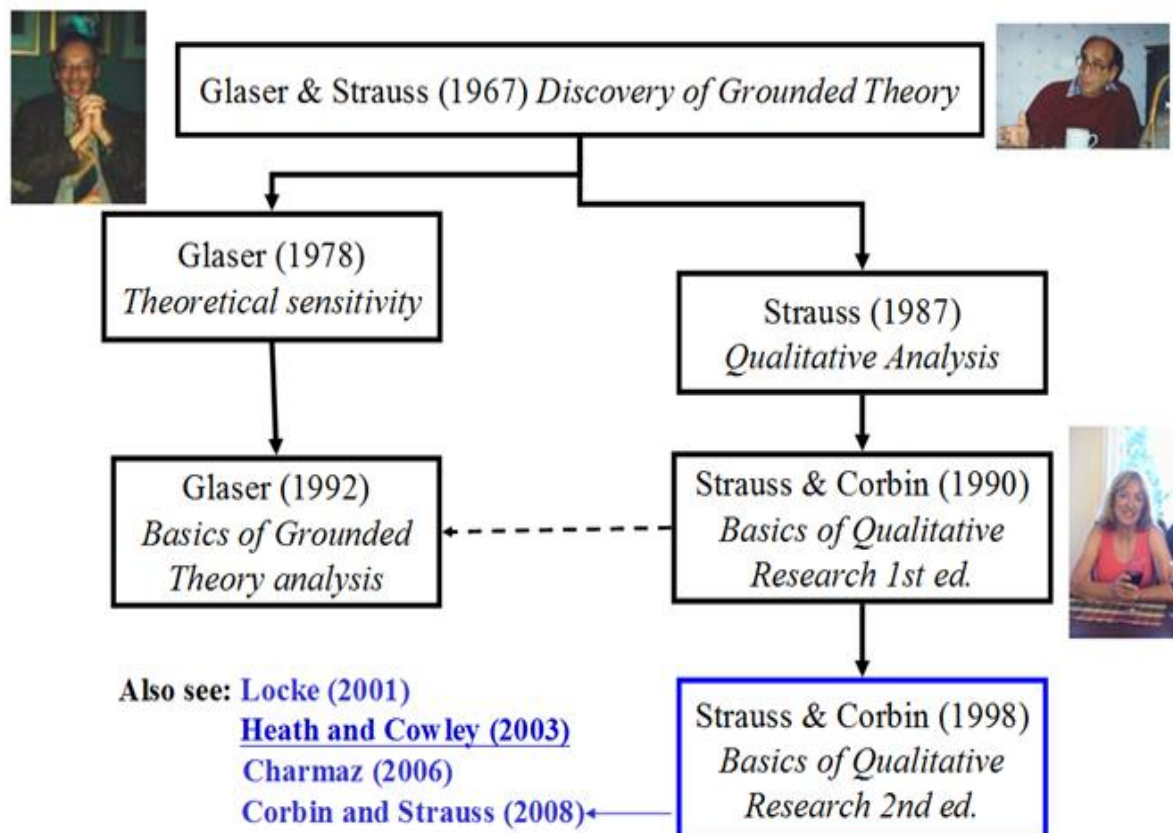 Glaser & Strauss (1967) Discovery of Grounded Theory
Glaser (1978)
Theoretical sensitivity
Strauss (1987)
Qualitative Analysis
Glaser (1992)
Basics of Grounded
Theory analysis
Strauss & Corbin (1990)
Basics of Qualitative
Research 1st ed.
Also see: Locke (2001)
Heath and Cowley (2003)
Charmaz (2006)
Corbin and Strauss (2008)
Strauss & Corbin (1998)
Basics of Qualitative
Research 2nd ed.